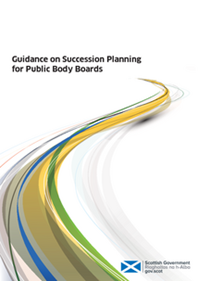 Guidance on Succession Planning
for Public Body Boards
Scottish Government
Riaghaltas na h-Alba
gov.scot